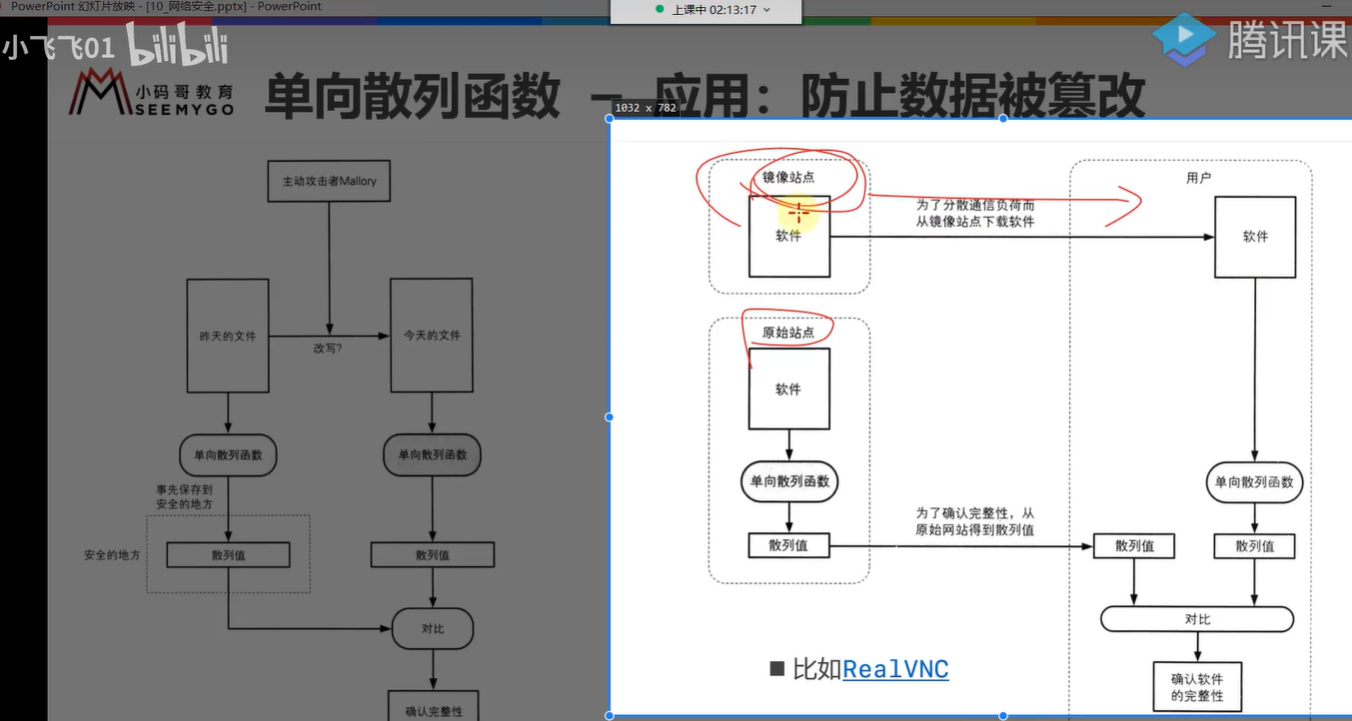 PowerPoint 幻灯片放映 - [10_网络安全.pptx] - PowerPoint
上课中 02:13:17
小飞飞01 bilibili
腾讯课
小码哥教育
SEEMYGO
单向散列函数 – 应用：防止数据被篡改
1032 x 782
主动攻击者Mallory
昨天的文件
改写?
今天的文件
单向散列函数
单向散列函数
事先保存到
安全的地方
安全的地方
散列值
散列值
对比
确认完整性
镜像站点
软件
为了分散通信负荷而
从镜像站点下载软件
用户
软件
原始站点
软件
单向散列函数
单向散列函数
散列值
为了确认完整性，从
原始网站得到散列值
散列值
散列值
对比
确认软件
的完整性
■ 比如RealVNC